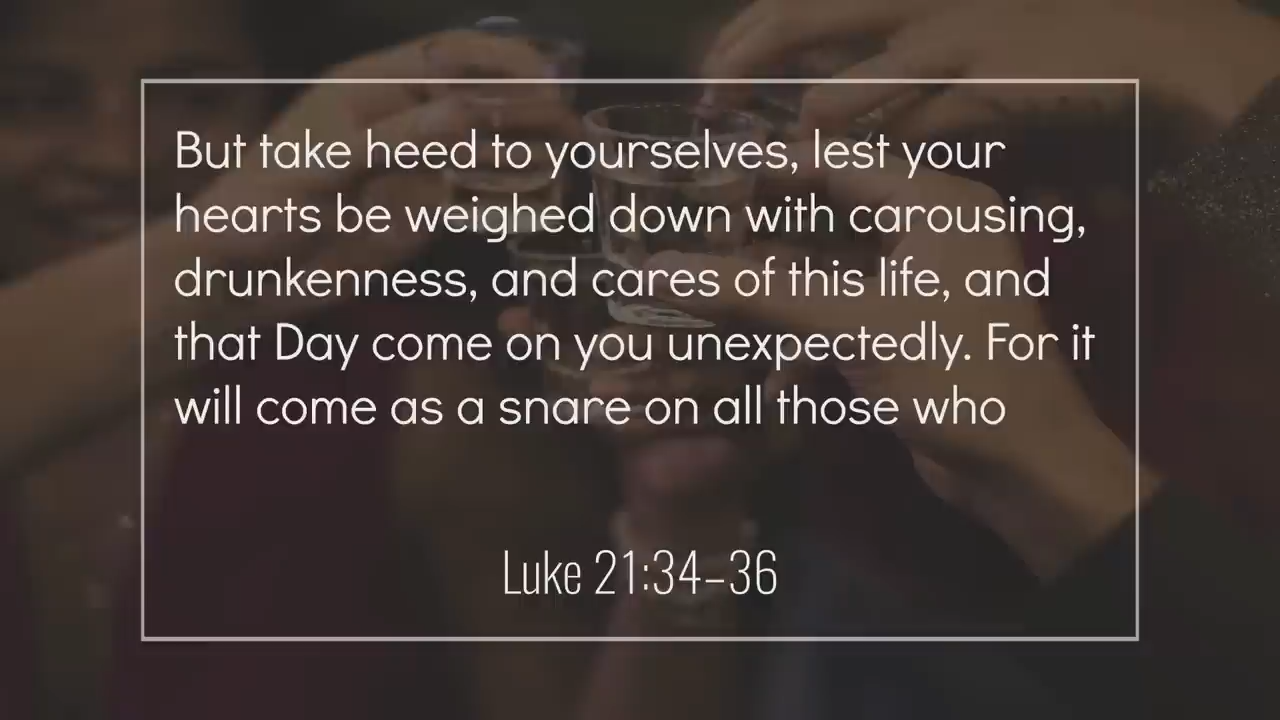 But take heed to yourselves, lest your
hearts be weighed down with carousing,
drunkenness, and cares of this life, and
that Day come on you unexpectedly. For it
will come as a snare on all those who
Luke 21:34–36